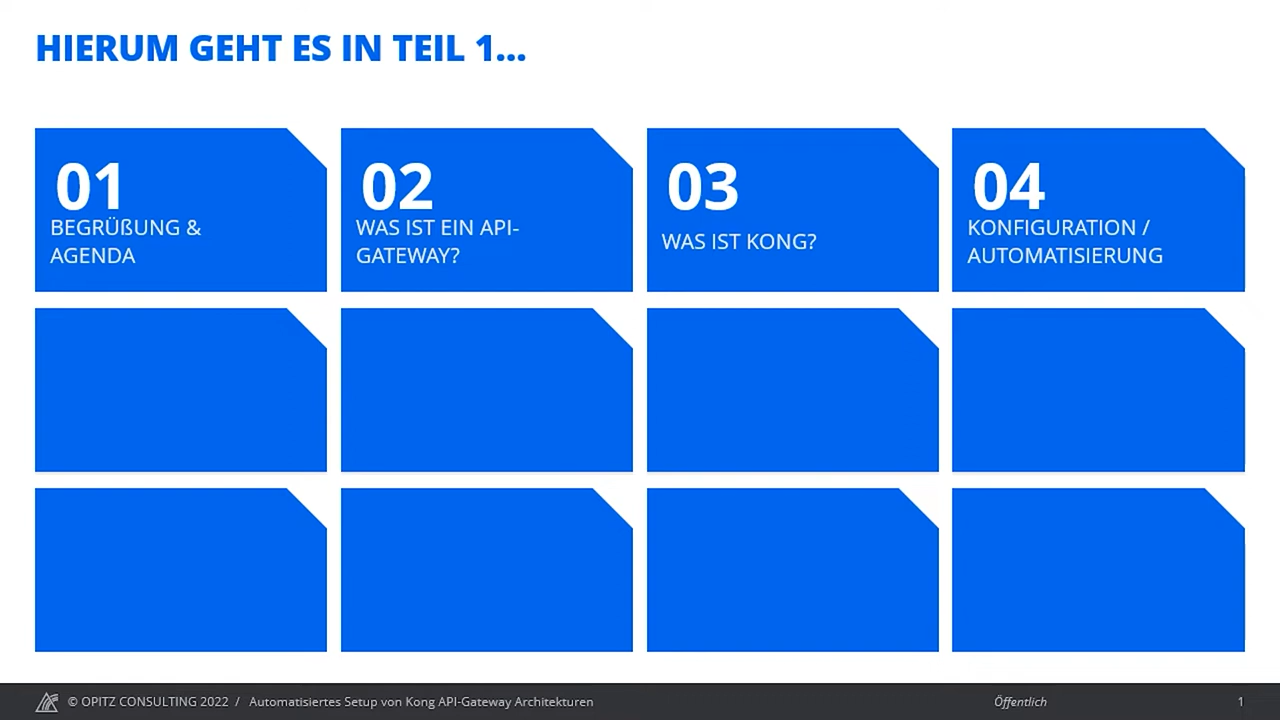 HIERUM GEHT ES IN TEIL 1...
01
BEGRÜßUNG &
AGENDA
02
WAS IST EIN API-
GATEWAY?
03
WAS IST KONG?
04
KONFIGURATION /
AUTOMATISIERUNG
© OPITZ CONSULTING 2022 / Automatisiertes Setup von Kong API-Gateway Architekturen Öffentlich 1